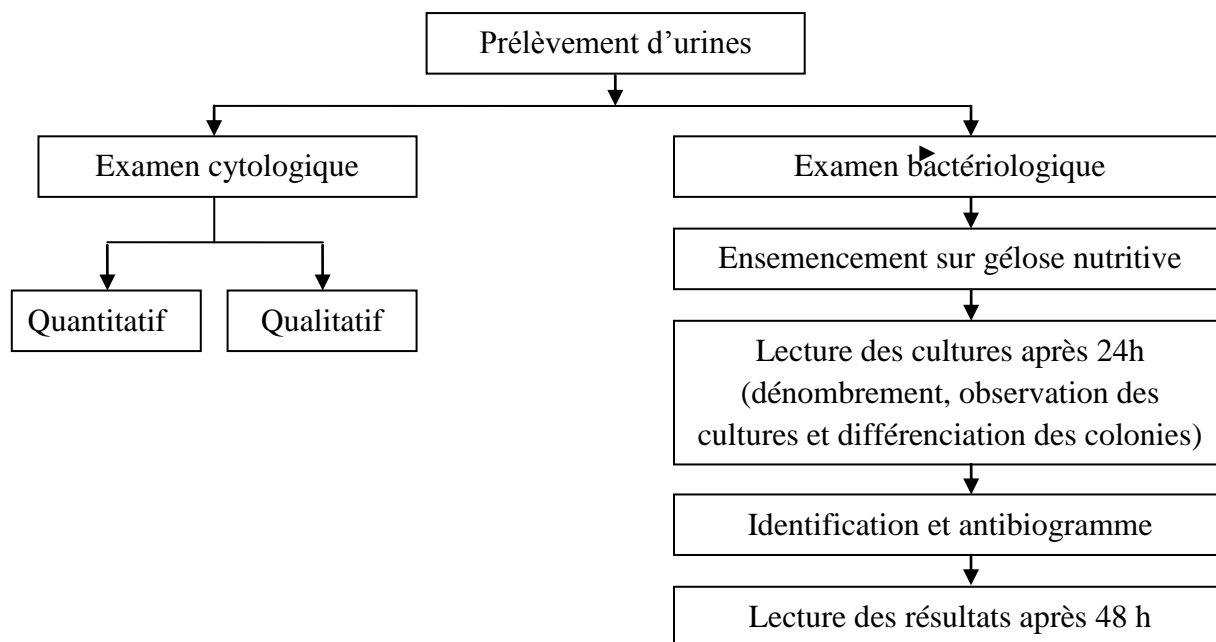 Prélèvement d’urines
Examen cytologique
Quantitatif
Qualitatif
Examen bactériologique
Ensemencement sur gélose nutritive
Lecture des cultures après 24h
(dénombrement, observation des
cultures et différenciation des colonies)
Identification et antibiogramme
Lecture des résultats après 48 h